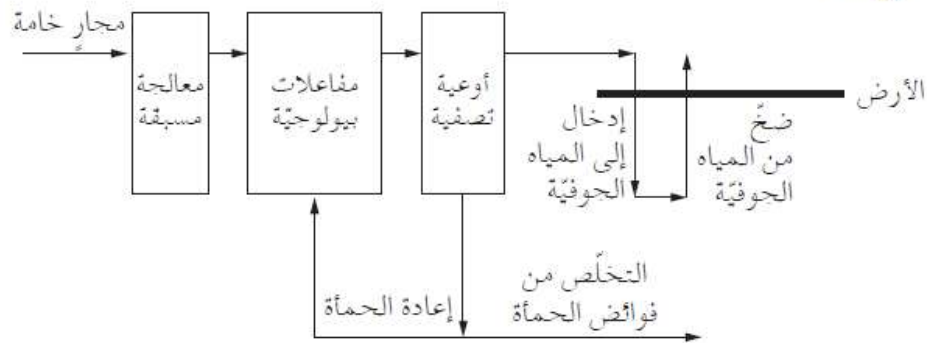 مجارٍ خامة
معالجة
مسبقة
مفاعلات
بيولوجيّة
أوعية
تصفية
الأرض
إدخال
إلى المياه
الجوفيّة
ضخّ
من المياه
الجوفيّة
إعادة الحمأة
التخلّص من
فوائض الحمأة